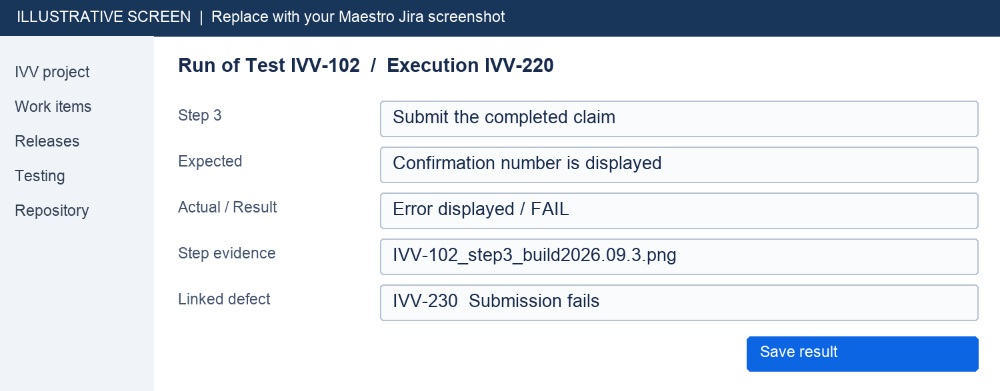 ILLUSTRATIVE SCREEN | Replace with your Maestro Jira screenshot
IVV project
Work items
Releases
Testing
Repository
Run of Test IVV-102 / Execution IVV-220
Step 3 Submit the completed claim
Expected Confirmation number is displayed
Actual / Result Error displayed / FAIL
Step evidence IVV-102_step3_build2026.09.3.png
Linked defect IVV-230 Submission fails
Save result